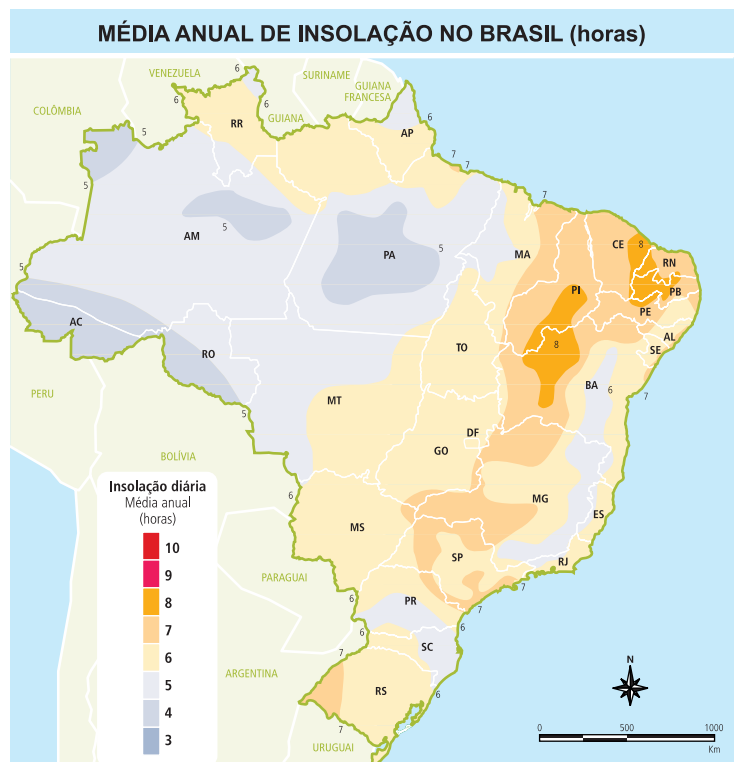 MÉDIA ANUAL DE INSOLAÇÃO NO BRASIL (horas)
VENEZUELA
6
SURINAME
GUIANA
FRANCESA
COLÔMBIA
6
6
GUIANA
5
RR
AP
6
7
7
5
7
AM
5
PA
5
MA
CE
8
RN
5
PI
PB
PE
AC
RO
TO
8
AL
SE
PERU
MT
BA
6
7
5
DF
GO
BOLÍVIA
6
MG
ES
MS
SP
RJ
PARAGUAI
7
7
6
PR
6
6
7
SC
ARGENTINA
RS
6
7
URUGUAI
Insolação diária
Média anual
(horas)
10
9
8
7
6
5
4
3
N
0 500 1000
Km